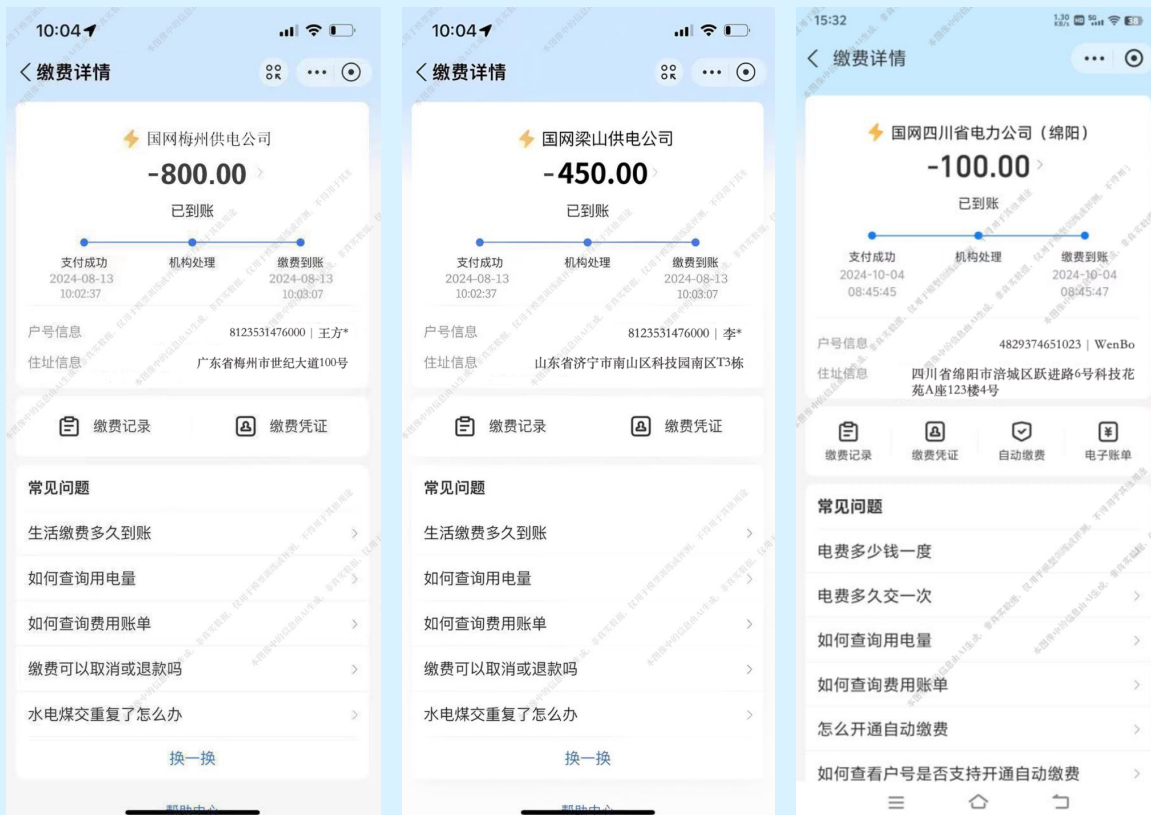 10:04
缴费详情
国网梅州供电公司
-800.00
已到账
支付成功
机构处理
缴费到账
2024-08-13
2024-08-13
10:02:37
10:03:07
户号信息
8123531476000 | 王方*
住址信息
广东省梅州市世纪大道100号
缴费记录
缴费凭证
常见问题
生活缴费多久到账
如何查询用电量
如何查询费用账单
缴费可以取消或退款吗
水电煤交重复了怎么办
换一换
帮助中心
10:04
缴费详情
国网梁山供电公司
-450.00
已到账
支付成功
机构处理
缴费到账
2024-08-13
2024-08-13
10:02:37
10:03:07
户号信息
8123531476000 | 李*
住址信息
山东省济宁市南山区科技园南区T3栋
缴费记录
缴费凭证
常见问题
生活缴费多久到账
如何查询用电量
如何查询费用账单
缴费可以取消或退款吗
水电煤交重复了怎么办
换一换
帮助中心
15:32
1.30 KB/s HD 5G
缴费详情
国网四川省电力公司（绵阳）
-100.00
已到账
支付成功
机构处理
缴费到账
2024-10-04
2024-10-04
08:45:45
08:45:47
户号信息
4829374651023 | WenBo
住址信息
四川省绵阳市涪城区跃进路6号科技花
苑A座123楼4号
缴费记录
缴费凭证
自动缴费
电子账单
常见问题
电费多少钱一度
电费多久交一次
如何查询用电量
如何查询费用账单
怎么开通自动缴费
如何查看户号是否支持开通自动缴费